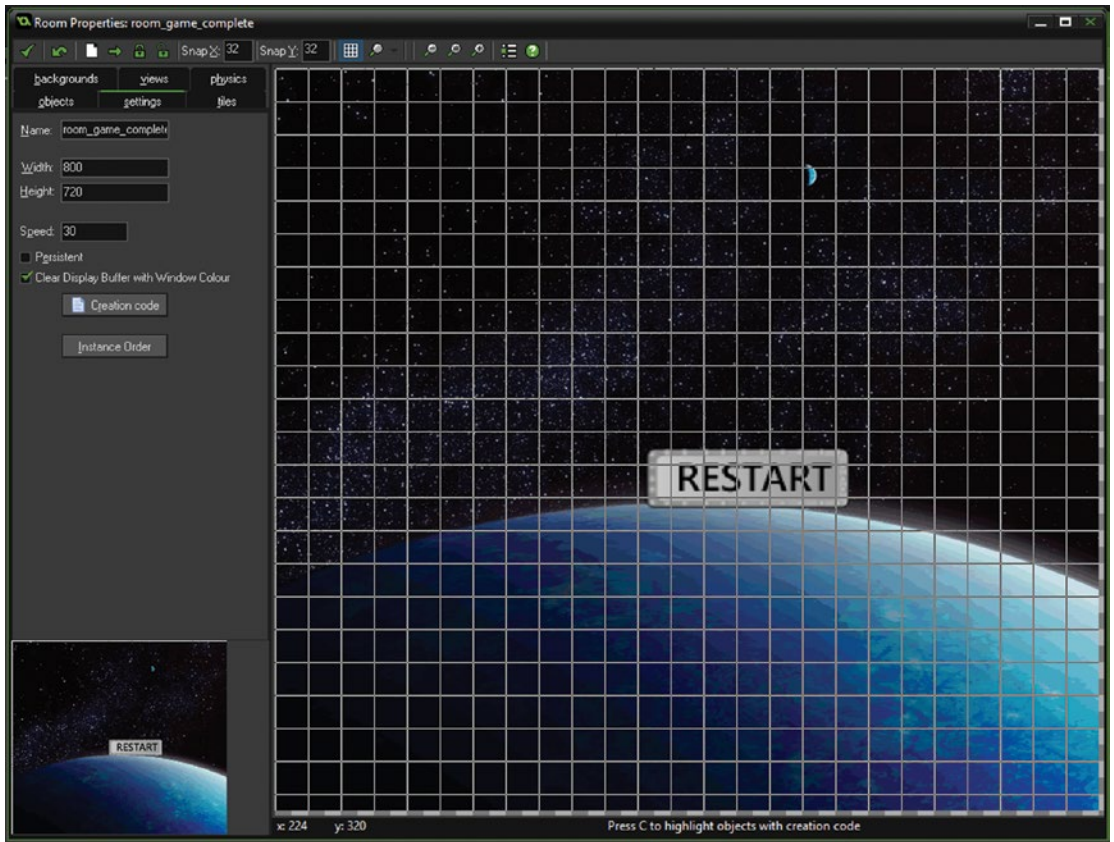 Room Properties: room_game_complete
Snap X: 32 Snap Y: 32
backgrounds views physics
objects settings tiles
Name: room_game_complete
Width: 800
Height: 720
Speed: 30
Persistent
Clear Display Buffer with Window Colour
Creation code
Instance Order
RESTART
RESTART
x: 224 y: 320 Press C to highlight objects with creation code